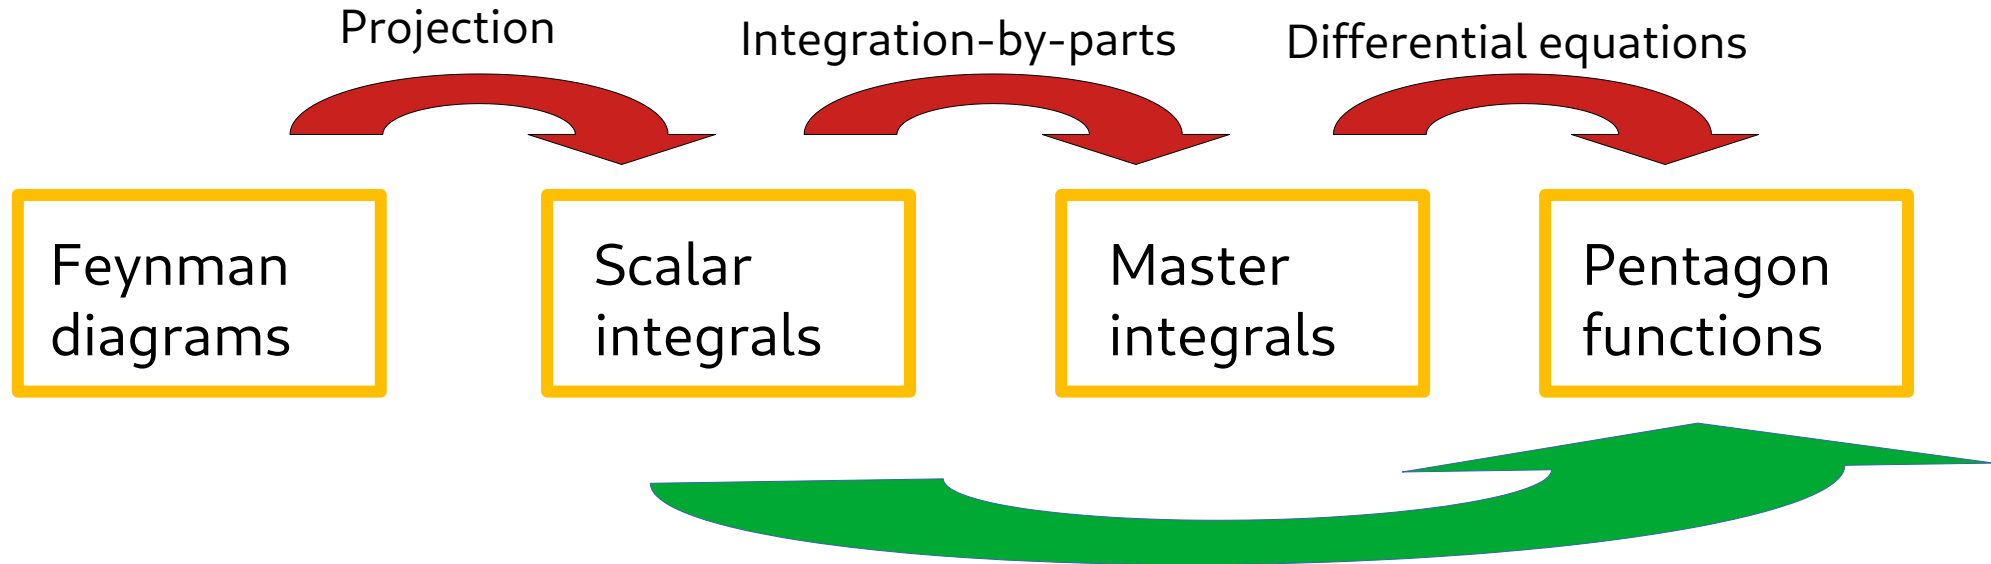 Projection
Integration-by-parts
Differential equations
Feynman
diagrams
Scalar
integrals
Master
integrals
Pentagon
functions